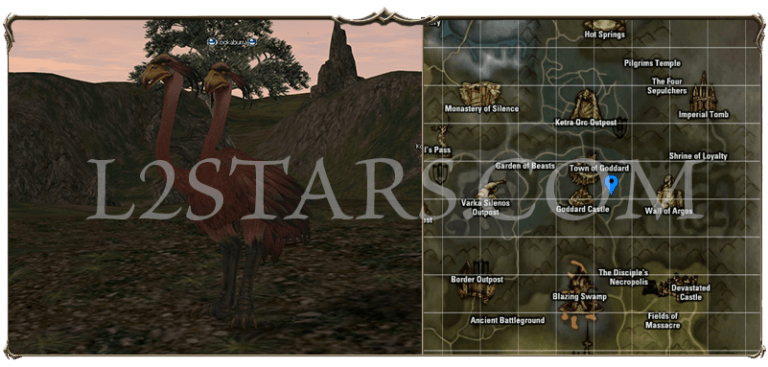 Kookaburra
L2STARS.COM
Hot Springs
Pilgrims Temple
The Four
Sepulchers
Monastery of Silence
Imperial Tomb
Ketra Orc Outpost
l's Pass
Shrine of Loyalty
Garden of Beasts
Town of Goddard
Varka Silenos
Outpost
Goddard Castle
Wall of Argos
Border Outpost
The Disciple's
Necropolis
Devastated
Castle
Blazing Swamp
Ancient Battleground
Fields of
Massacre